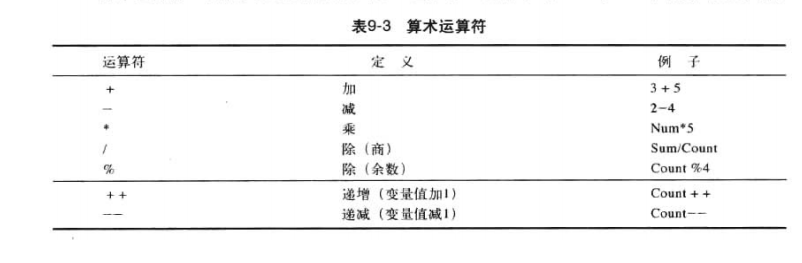 表9-3 算术运算符
运算符 定 义 例 子
+ 加 3 + 5
− 减 2−4
* 乘 Num*5
/ 除（商） Sum/Count
% 除（余数） Count %4
+ + 递增（变量值加1） Count + +
−− 递减（变量值减1） Count−−